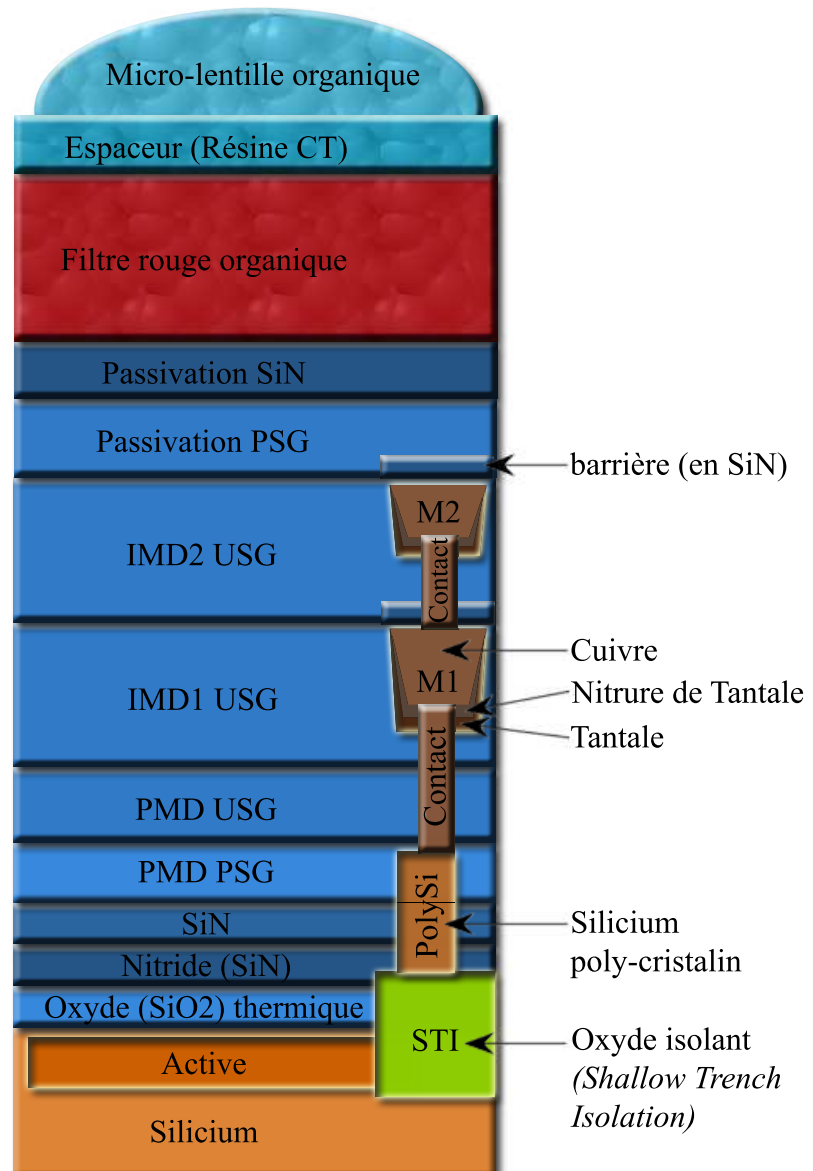 Micro-lentille organique
Espaceur (Résine CT)
Filtre rouge organique
Passivation SiN
Passivation PSG
barrière (en SiN)
M2
IMD2 USG
Contact
Cuivre
M1
Nitrure de Tantale
IMD1 USG
Tantale
Contact
PMD USG
PMD PSG
PolySi
SiN
Silicium
poly-cristalin
Nitride (SiN)
Oxyde (SiO2) thermique
STI
Oxyde isolant
(Shallow Trench
Isolation)
Active
Silicium